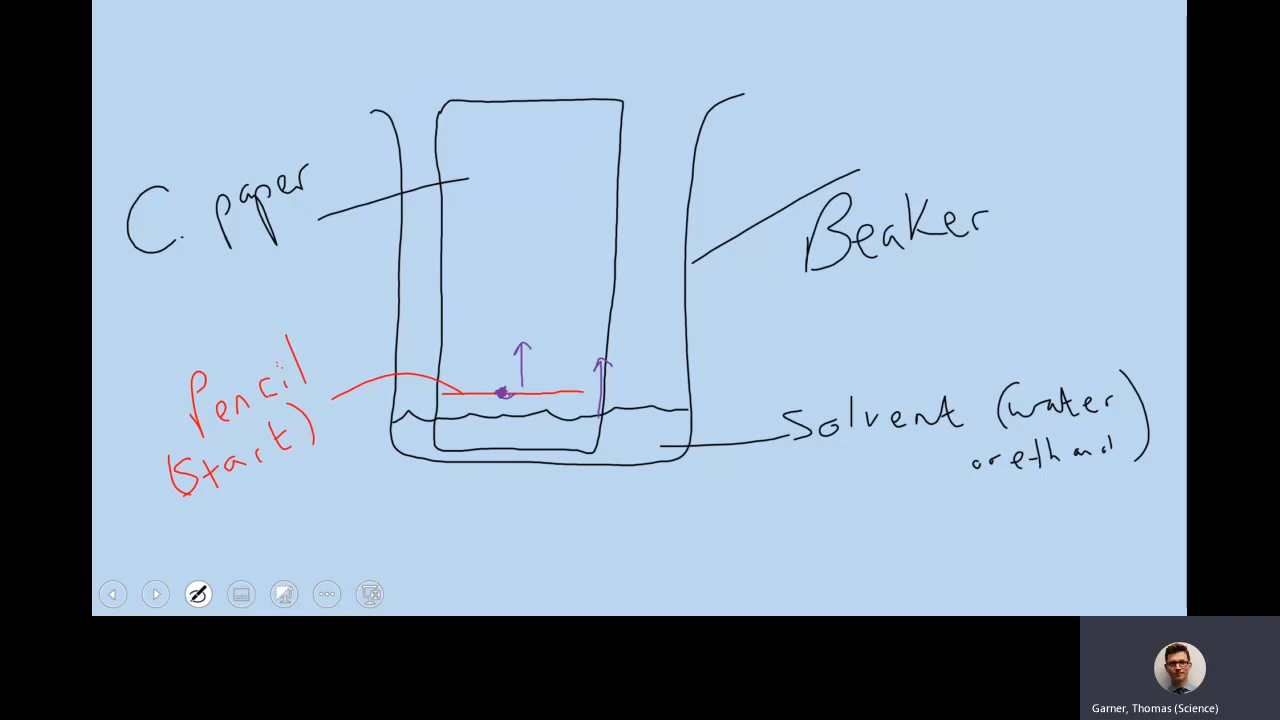 C. paper
Beaker
Pencil
(Start)
Solvent (water
or ethanol)
Garner, Thomas (Science)